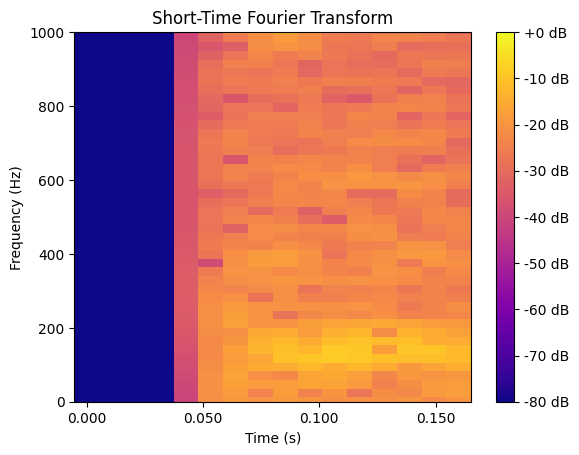 Short-Time Fourier Transform
1000
800
600
400
200
0
Frequency (Hz)
0.000
0.050
0.100
0.150
Time (s)
+0 dB
-10 dB
-20 dB
-30 dB
-40 dB
-50 dB
-60 dB
-70 dB
-80 dB